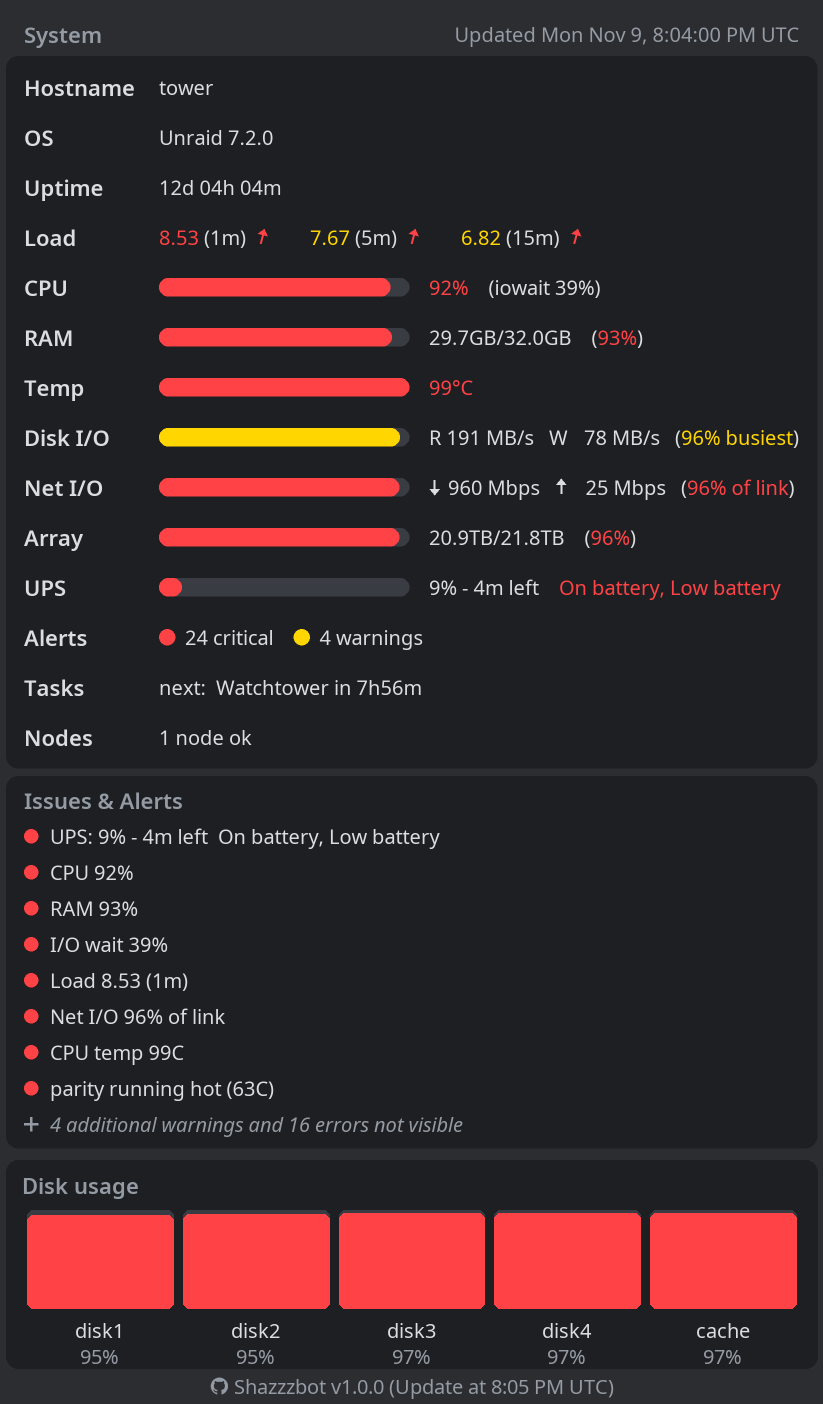 System Updated Mon Nov 9, 8:04:00 PM UTC
Hostname tower
OS Unraid 7.2.0
Uptime 12d 04h 04m
Load 8.53 (1m) ↑ 7.67 (5m) ↑ 6.82 (15m) ↑
CPU 92% (iowait 39%)
RAM 29.7GB/32.0GB (93%)
Temp 99°C
Disk I/O R 191 MB/s W 78 MB/s (96% busiest)
Net I/O ↓ 960 Mbps ↑ 25 Mbps (96% of link)
Array 20.9TB/21.8TB (96%)
UPS 9% - 4m left On battery, Low battery
Alerts 24 critical 4 warnings
Tasks next: Watchtower in 7h56m
Nodes 1 node ok
Issues & Alerts
UPS: 9% - 4m left On battery, Low battery
CPU 92%
RAM 93%
I/O wait 39%
Load 8.53 (1m)
Net I/O 96% of link
CPU temp 99C
parity running hot (63C)
+ 4 additional warnings and 16 errors not visible
Disk usage
disk1 disk2 disk3 disk4 cache
95% 95% 97% 97% 97%
Shazzzbot v1.0.0 (Update at 8:05 PM UTC)